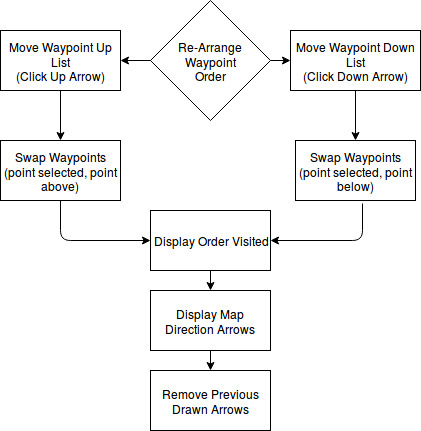 Move Waypoint Up
List
(Click Up Arrow)
Re-Arrange
Waypoint
Order
Move Waypoint Down
List
(Click Down Arrow)
Swap Waypoints
(point selected, point
above)
Swap Waypoints
(point selected, point
below)
Display Order Visited
Display Map
Direction Arrows
Remove Previous
Drawn Arrows